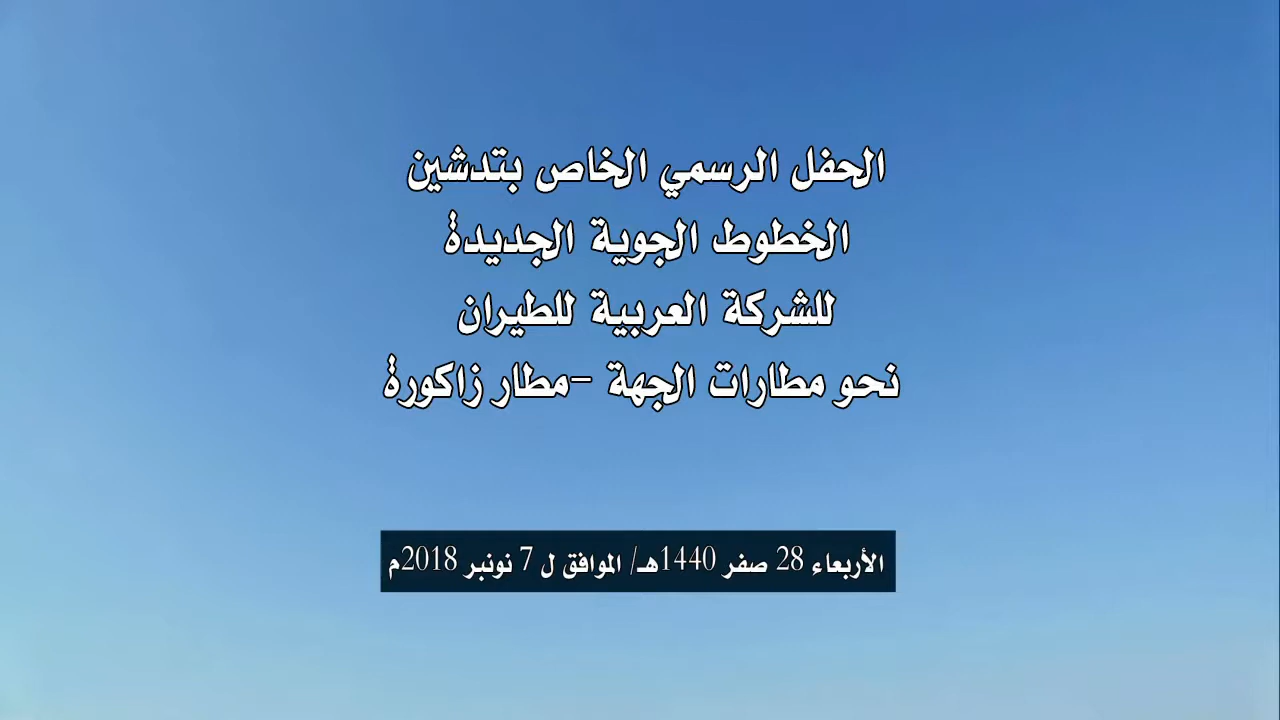 الحفل الرسمي الخاص بتدشين
الخطوط الجوية الجديدة
للشركة العربية للطيران
نحو مطارات الجهة -مطار زاكورة
الأربعاء 28 صفر 1440هـ/ الموافق ل 7 نونبر 2018م